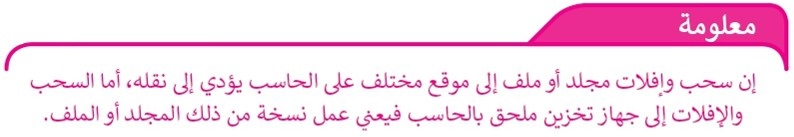 معلومة
إن سحب وإفلات مجلد أو ملف إلى موقع مختلف على الحاسب يؤدي إلى نقله، أما السحب
والإفلات إلى جهاز تخزين ملحق بالحاسب فيعني عمل نسخة من ذلك المجلد أو الملف.